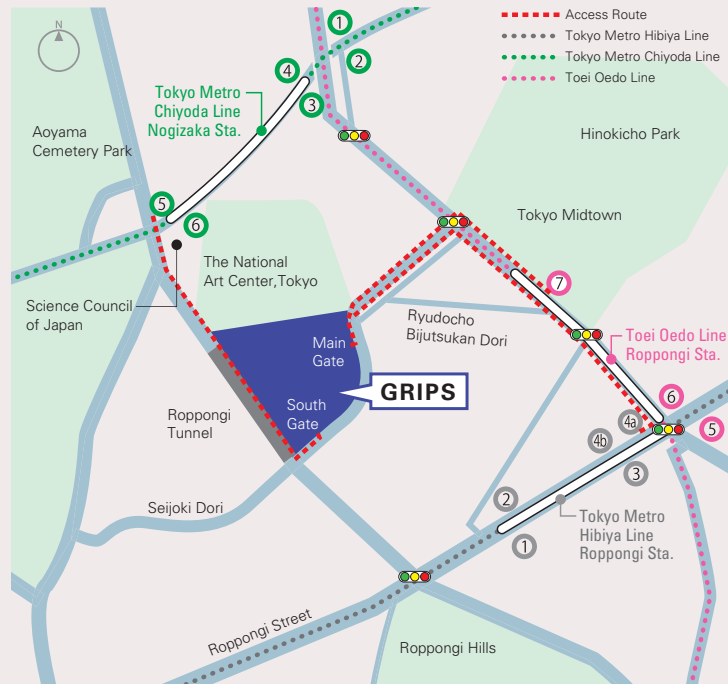 N
Access Route
Tokyo Metro Hibiya Line
Tokyo Metro Chiyoda Line
Toei Oedo Line
1
2
4
3
Tokyo Metro
Chiyoda Line
Nogizaka Sta.
Aoyama
Cemetery Park
Hinokicho Park
5
6
Tokyo Midtown
The National
Art Center,Tokyo
Science Council
of Japan
7
Ryudocho
Bijutsukan Dori
Main
Gate
Toei Oedo Line
Roppongi Sta.
GRIPS
South
Gate
Roppongi
Tunnel
6
4a
5
4b
3
Seijoki Dori
2
1
Tokyo Metro
Hibiya Line
Roppongi Sta.
Roppongi Street
Roppongi Hills